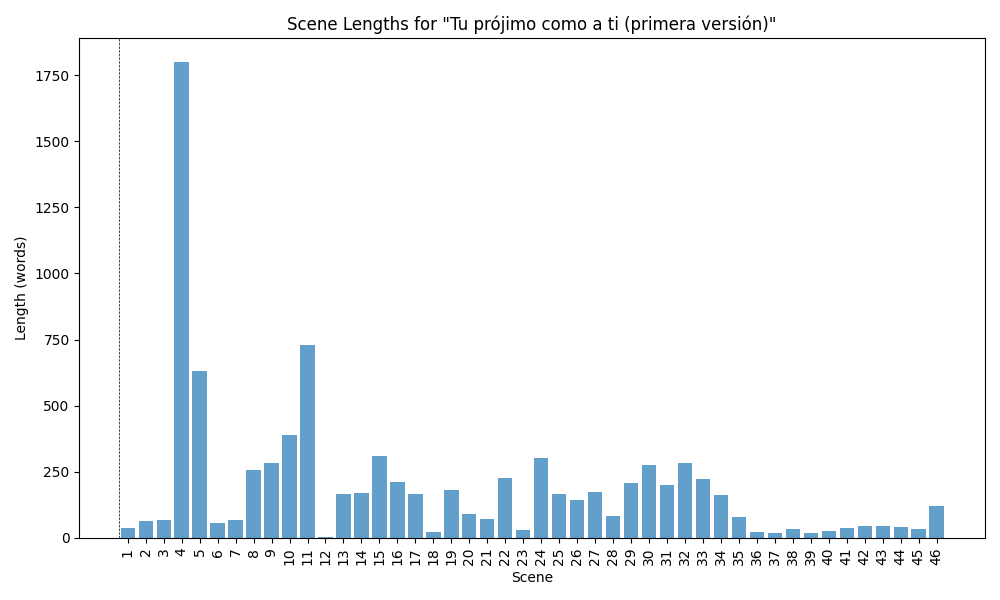 Scene Lengths for "Tu prójimo como a ti (primera versión)"
Length (words)
1750
1500
1250
1000
750
500
250
0
1 2 3 4 5 6 7 8 9 10 11 12 13 14 15 16 17 18 19 20 21 22 23 24 25 26 27 28 29 30 31 32 33 34 35 36 37 38 39 40 41 42 43 44 45 46
Scene